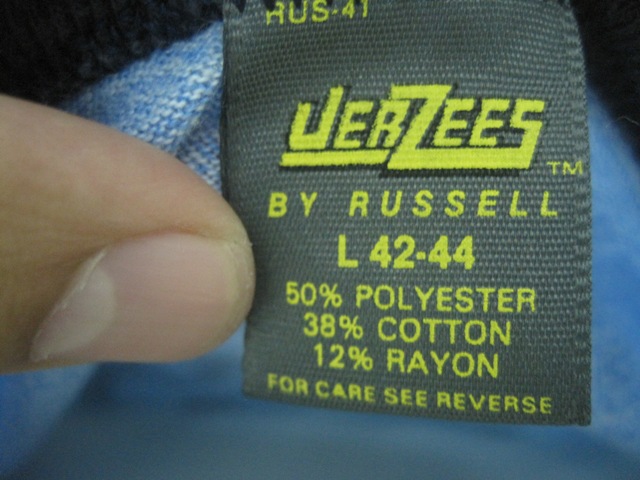 RUS-41
JERZEES
TM
BY RUSSELL
L 42-44
50% POLYESTER
38% COTTON
12% RAYON
FOR CARE SEE REVERSE